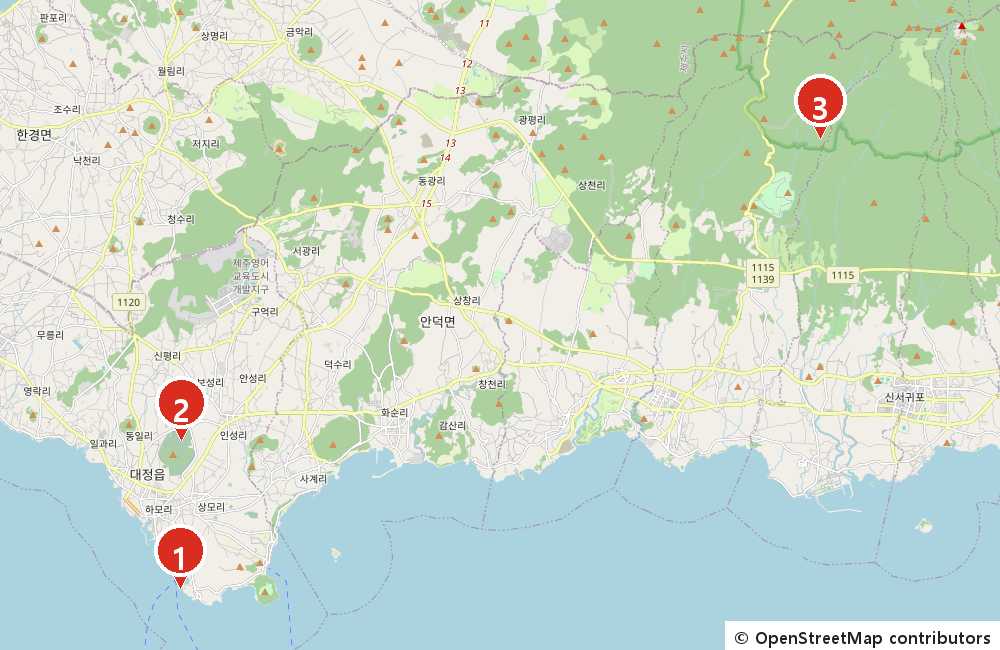 판포리
상명리
금악리
11
월림리
12
제주시
13
조수리
3
한경면
광평리
저지리
13
낙천리
14
동광리
상천리
15
청수리
서광리
제주영어
교육도시
개발지구
1115
1139
1115
1120
상창리
구억리
안덕면
무릉리
신평리
덕수리
보성리
안성리
창천리
영락리
신서귀포
2
화순리
감산리
동일리
인성리
일과리
대정읍
사계리
하모리
상모리
1
© OpenStreetMap contributors